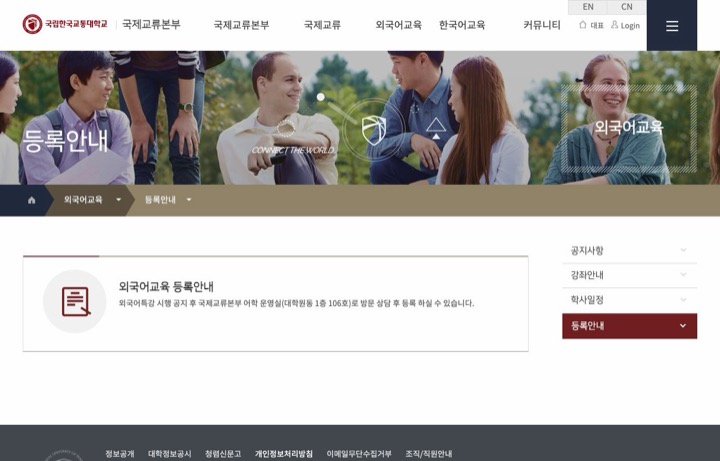 EN
CN
국립한국교통대학교
국제교류본부
국제교류본부
국제교류
외국어교육
한국어교육
커뮤니티
대표
Login
등록안내
CONNECT THE WORLD.
외국어교육
외국어교육
등록안내
외국어교육 등록안내
외국어특강 시행 공지 후 국제교류본부 어학 운영실(대학원동 1층 106호)로 방문 상담 후 등록 하실 수 있습니다.
공지사항
강좌안내
학사일정
등록안내
정보공개
대학정보공시
청렴신문고
개인정보처리방침
이메일무단수집거부
조직/직원안내